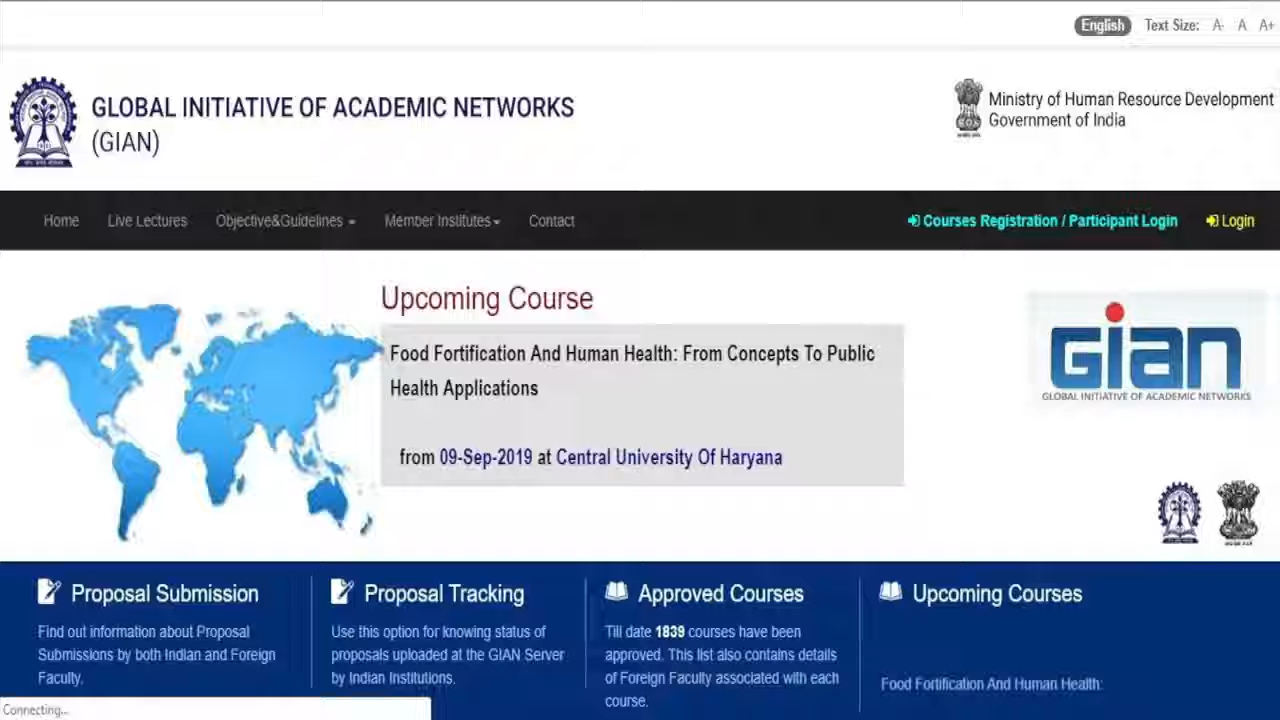 English Text Size: A- A A+
GLOBAL INITIATIVE OF ACADEMIC NETWORKS
(GIAN)
Ministry of Human Resource Development
Government of India
Home Live Lectures Objective&Guidelines Member Institutes Contact
Courses Registration / Participant Login Login
Upcoming Course
Food Fortification And Human Health: From Concepts To Public
Health Applications
from 09-Sep-2019 at Central University Of Haryana
GIAN
GLOBAL INITIATIVE OF ACADEMIC NETWORKS
Proposal Submission
Find out information about Proposal
Submissions by both Indian and Foreign
Faculty.
Proposal Tracking
Use this option for knowing status of
proposals uploaded at the GIAN Server
by Indian Institutions.
Approved Courses
Till date 1839 courses have been
approved. This list also contains details
of Foreign Faculty associated with each
course.
Upcoming Courses
Food Fortification And Human Health:
Connecting...